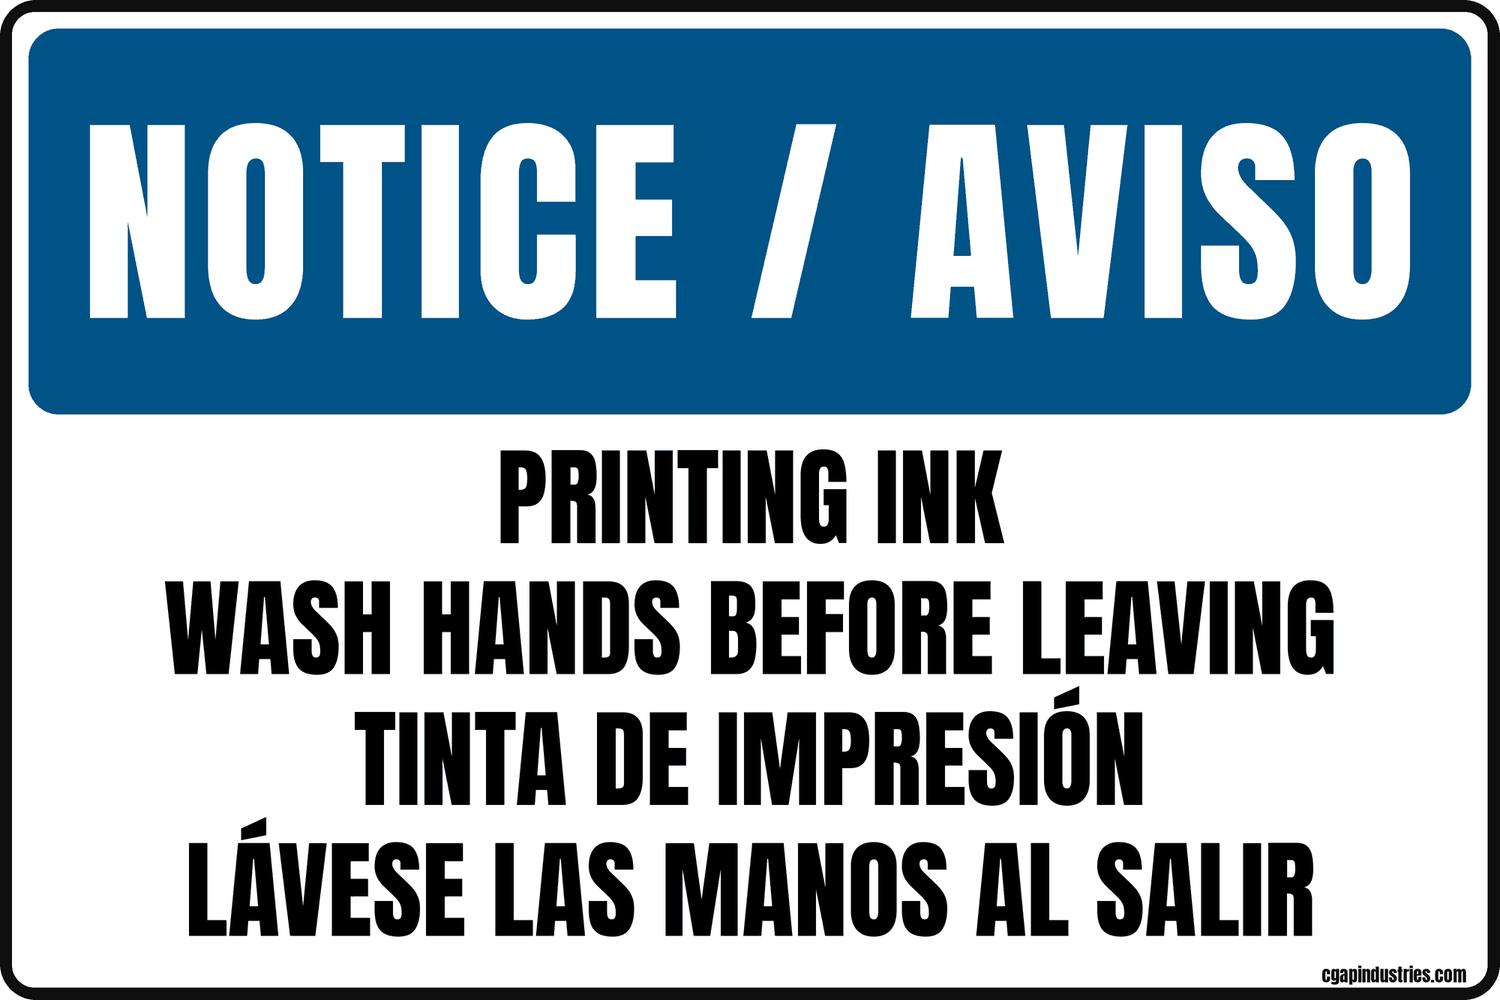 NOTICE / AVISO
PRINTING INK
WASH HANDS BEFORE LEAVING
TINTA DE IMPRESIÓN
LÁVESE LAS MANOS AL SALIR
cgapindustries.com